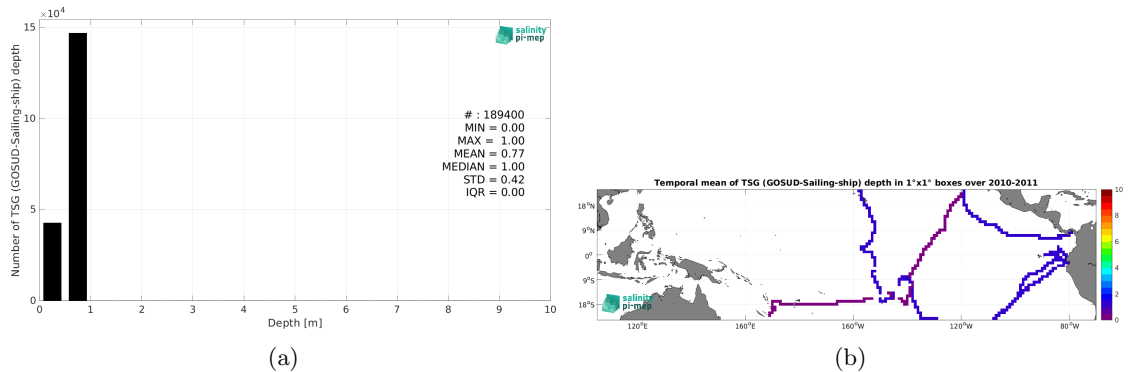 ×10⁴
15
10
5
0
Number of TSG (GOSUD-Sailing-ship) depth
salinity
pi-mep
# : 189400
MIN = 0.00
MAX = 1.00
MEAN = 0.77
MEDIAN = 1.00
STD = 0.42
IQR = 0.00
0 1 2 3 4 5 6 7 8 9 10
Depth [m]
(a)
Temporal mean of TSG (GOSUD-Sailing-ship) depth in 1°x1° boxes over 2010-2011
18°N
9°N
0°
9°S
18°S
salinity
pi-mep
120°E 160°E 160°W 120°W 80°W
10
8
6
4
2
0
(b)